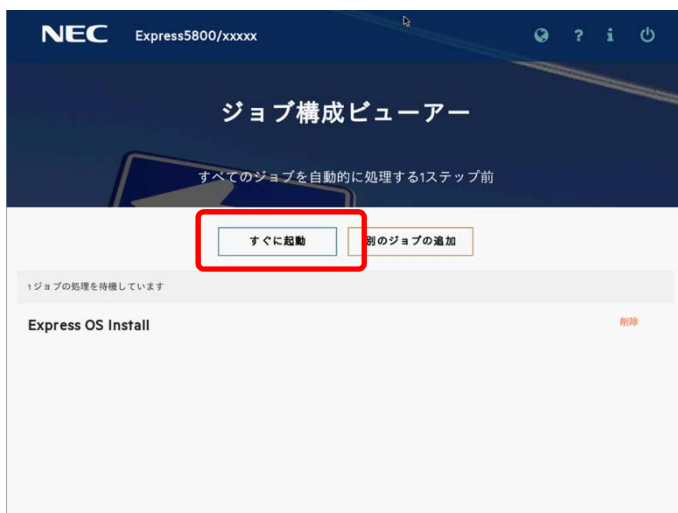 NEC Express5800/xxxxx ? i
ジョブ構成ビューアー
すべてのジョブを自動的に処理する1ステップ前
すぐに起動 別のジョブの追加
1ジョブの処理を待機しています
Express OS Install 削除